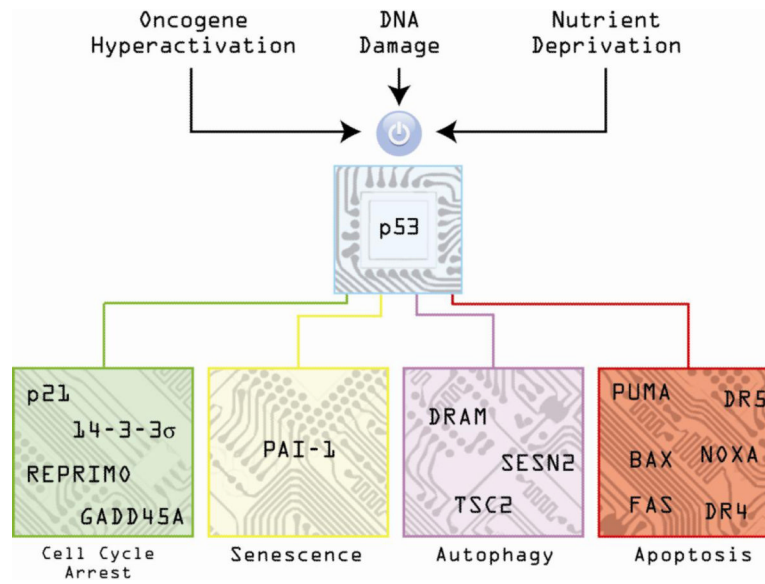 Oncogene
Hyperactivation
DNA
Damage
Nutrient
Deprivation
p53
p21
14-3-3σ
REPRIMO
GADD45A
Cell Cycle
Arrest
PAI-1
Senescence
DRAM
SESN2
TSC2
Autophagy
PUMA
DR5
BAX
NOXA
FAS
DR4
Apoptosis